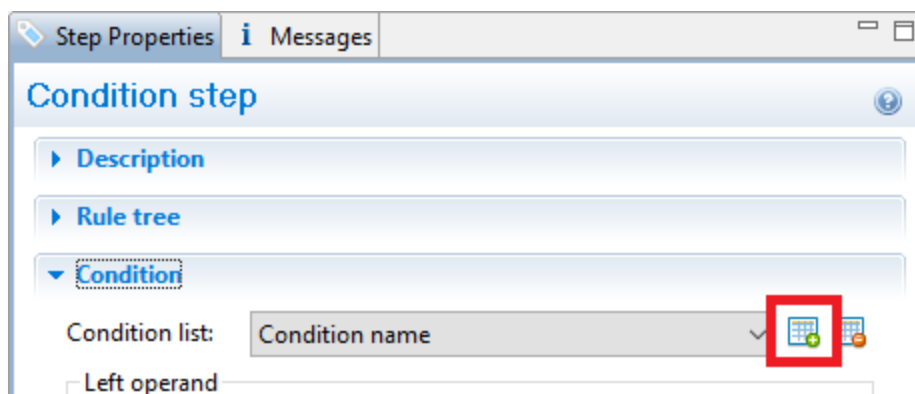 Step Properties i Messages
Condition step
Description
Rule tree
Condition
Condition list: Condition name
Left operand